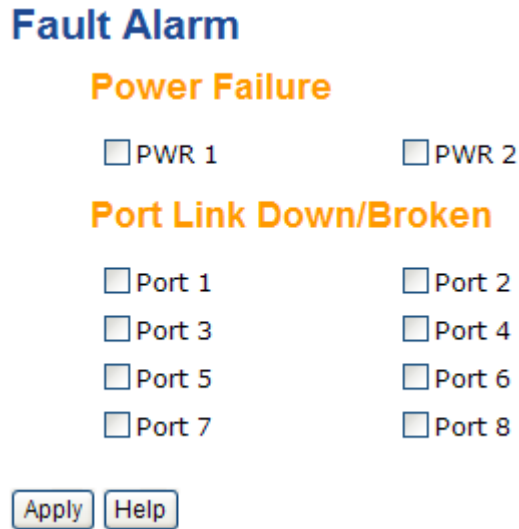 Fault Alarm
Power Failure
PWR 1 PWR 2
Port Link Down/Broken
Port 1 Port 2
Port 3 Port 4
Port 5 Port 6
Port 7 Port 8
Apply Help